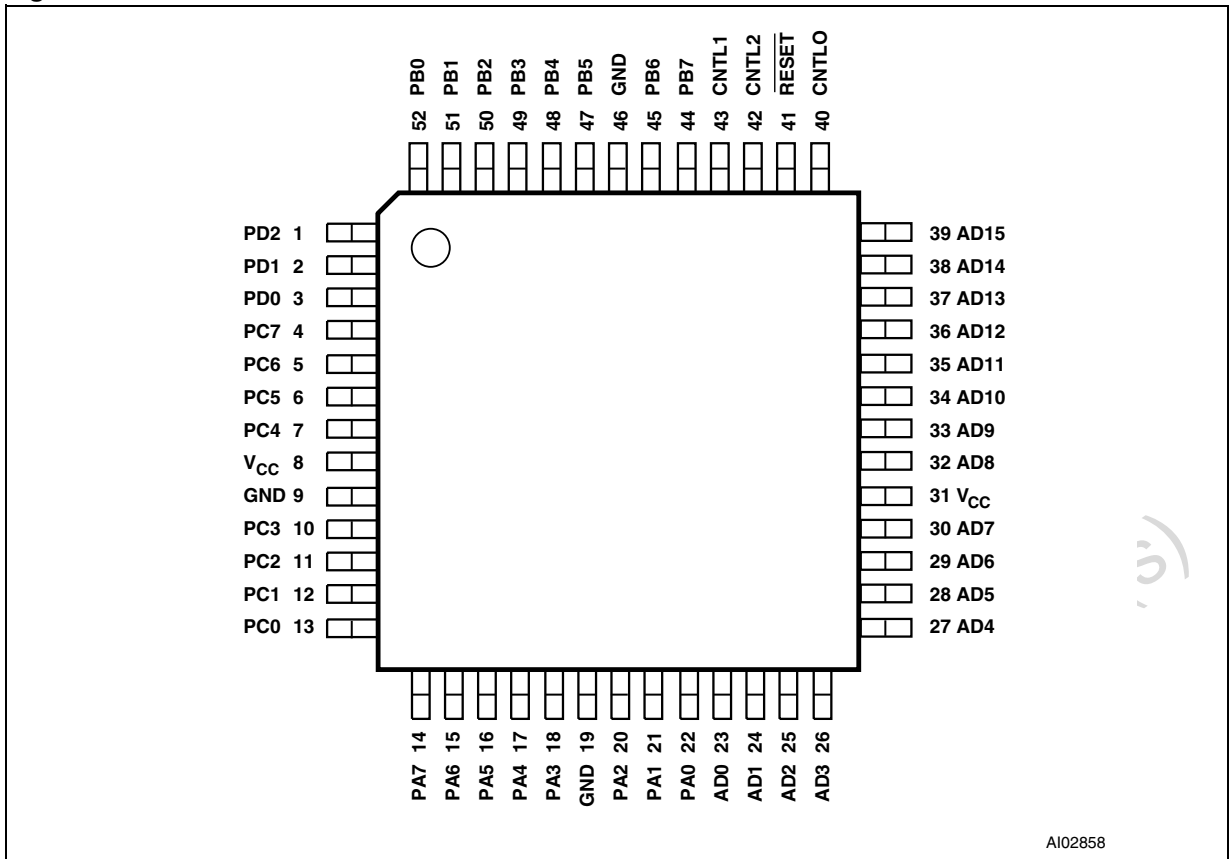 52 PB0
51 PB1
50 PB2
49 PB3
48 PB4
47 PB5
46 GND
45 PB6
44 PB7
43 CNTL1
42 CNTL2
41 RESET
40 CNTLO
PD2 1
PD1 2
PD0 3
PC7 4
PC6 5
PC5 6
PC4 7
VCC 8
GND 9
PC3 10
PC2 11
PC1 12
PC0 13
39 AD15
38 AD14
37 AD13
36 AD12
35 AD11
34 AD10
33 AD9
32 AD8
31 VCC
30 AD7
29 AD6
28 AD5
27 AD4
PA7 14
PA6 15
PA5 16
PA4 17
PA3 18
GND 19
PA2 20
PA1 21
PA0 22
AD0 23
AD1 24
AD2 25
AD3 26
AI02858